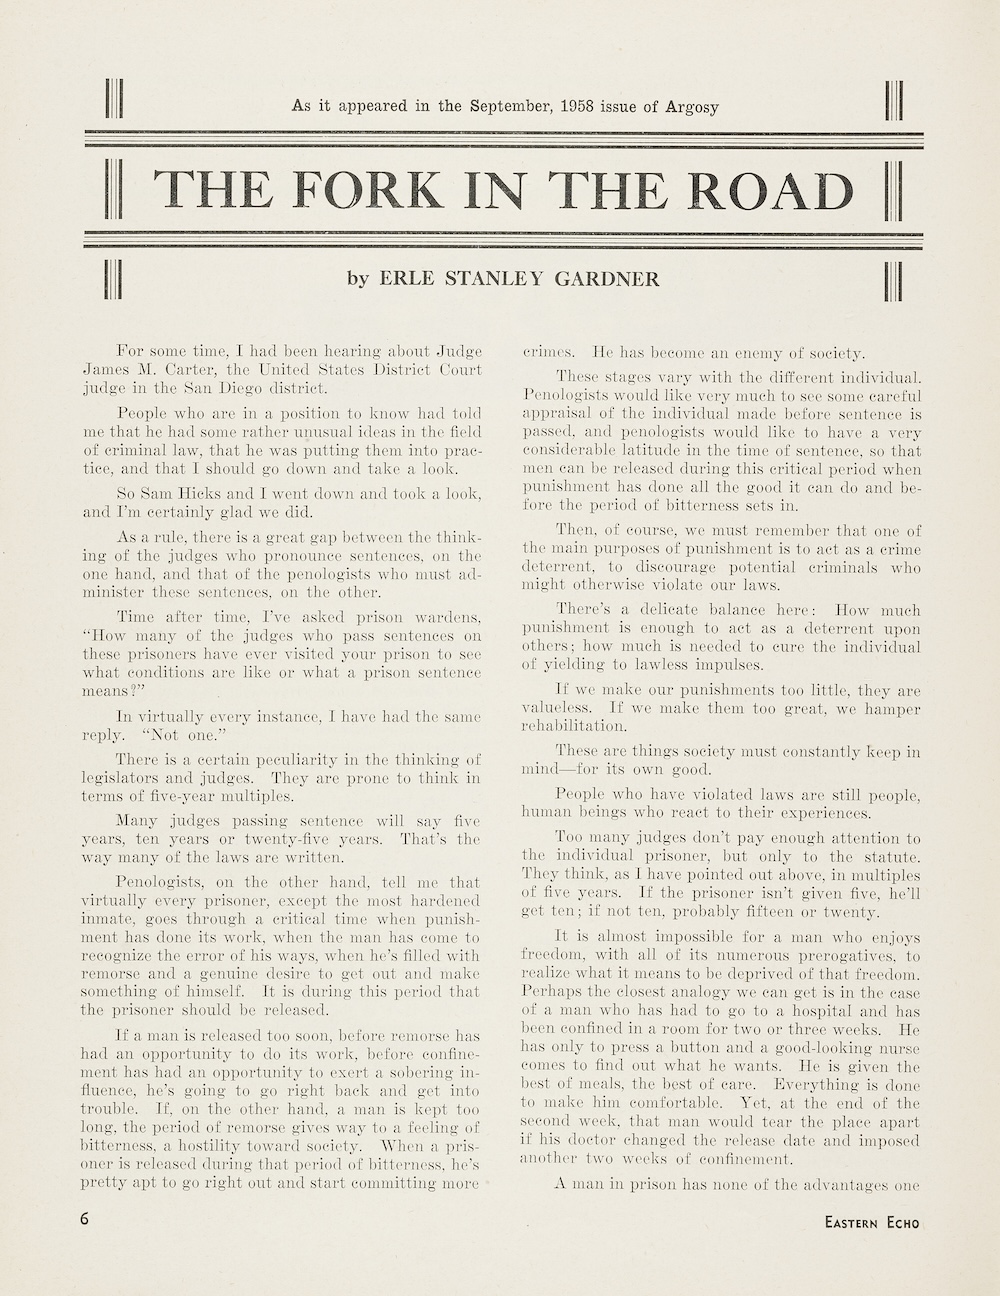 As it appeared in the September, 1958 issue of Argosy
THE FORK IN THE ROAD
by ERLE STANLEY GARDNER
For some time, I had been hearing about Judge
James M. Carter, the United States District Court
judge in the San Diego district.
People who are in a position to know had told
me that he had some rather unusual ideas in the field
of criminal law, that he was putting them into prac-
tice, and that I should go down and take a look.
So Sam Hicks and I went down and took a look,
and I'm certainly glad we did.
As a rule, there is a great gap between the think-
ing of the judges who pronounce sentences, on the
one hand, and that of the penologists who must ad-
minister these sentences, on the other.
Time after time, I've asked prison wardens,
"How many of the judges who pass sentences on
these prisoners have ever visited your prison to see
what conditions are like or what a prison sentence
means?"
In virtually every instance, I have had the same
reply. "Not one."
There is a certain peculiarity in the thinking of
legislators and judges. They are prone to think in
terms of five-year multiples.
Many judges passing sentence will say five
years, ten years or twenty-five years. That's the
way many of the laws are written.
Penologists, on the other hand, tell me that
virtually every prisoner, except the most hardened
inmate, goes through a critical time when punish-
ment has done its work, when the man has come to
recognize the error of his ways, when he's filled with
remorse and a genuine desire to get out and make
something of himself. It is during this period that
the prisoner should be released.
If a man is released too soon, before remorse has
had an opportunity to do its work, before confine-
ment has had an opportunity to exert a sobering in-
fluence, he's going to go right back and get into
trouble. If, on the other hand, a man is kept too
long, the period of remorse gives way to a feeling of
bitterness, a hostility toward society. When a pris-
oner is released during that period of bitterness, he's
pretty apt to go right out and start committing more
crimes. He has become an enemy of society.
These stages vary with the different individual.
Penologists would like very much to see some careful
appraisal of the individual made before sentence is
passed, and penologists would like to have a very
considerable latitude in the time of sentence, so that
men can be released during this critical period when
punishment has done all the good it can do and be-
fore the period of bitterness sets in.
Then, of course, we must remember that one of
the main purposes of punishment is to act as a crime
deterrent, to discourage potential criminals who
might otherwise violate our laws.
There's a delicate balance here: How much
punishment is enough to act as a deterrent upon
others; how much is needed to cure the individual
of yielding to lawless impulses.
If we make our punishments too little, they are
valueless. If we make them too great, we hamper
rehabilitation.
These are things society must constantly keep in
mind—for its own good.
People who have violated laws are still people,
human beings who react to their experiences.
Too many judges don't pay enough attention to
the individual prisoner, but only to the statute.
They think, as I have pointed out above, in multiples
of five years. If the prisoner isn't given five, he'll
get ten; if not ten, probably fifteen or twenty.
It is almost impossible for a man who enjoys
freedom, with all of its numerous prerogatives, to
realize what it means to be deprived of that freedom.
Perhaps the closest analogy we can get is in the case
of a man who has had to go to a hospital and has
been confined in a room for two or three weeks. He
has only to press a button and a good-looking nurse
comes to find out what he wants. He is given the
best of meals, the best of care. Everything is done
to make him comfortable. Yet, at the end of the
second week, that man would tear the place apart
if his doctor changed the release date and imposed
another two weeks of confinement.
A man in prison has none of the advantages one
6
EASTERN ECHO